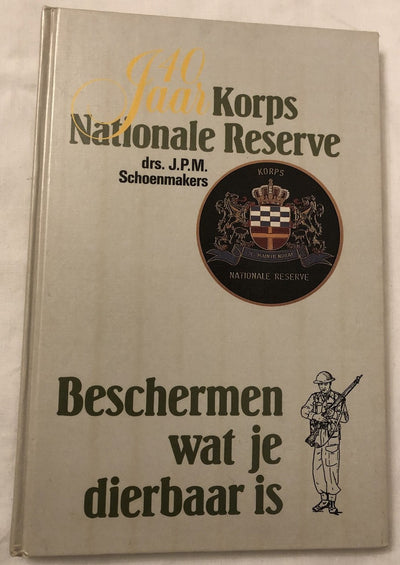 40
Jaar Korps
Nationale Reserve
drs. J.P.M.
Schoenmakers
KORPS
NATIONALE RESERVE
Beschermen
wat je
dierbaar is